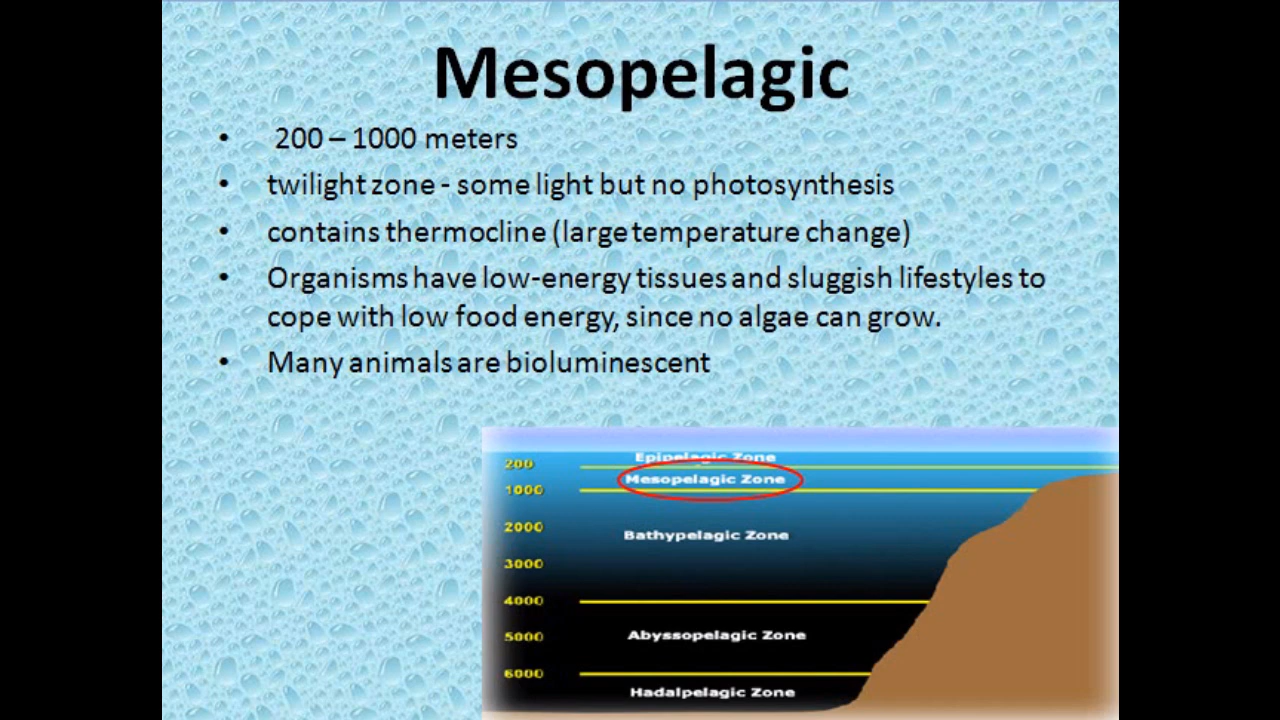 Mesopelagic
• 200 – 1000 meters
• twilight zone - some light but no photosynthesis
• contains thermocline (large temperature change)
• Organisms have low-energy tissues and sluggish lifestyles to
cope with low food energy, since no algae can grow.
• Many animals are bioluminescent
Epipelagic Zone
200
Mesopelagic Zone
1000
2000
Bathypelagic Zone
3000
4000
5000
Abyssopelagic Zone
6000
Hadalpelagic Zone